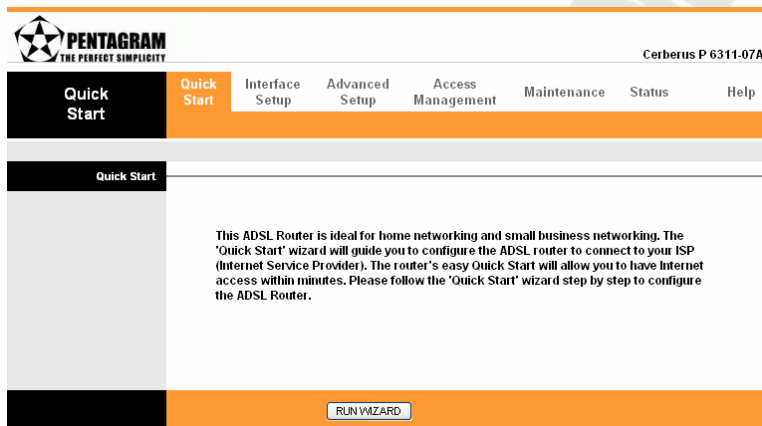 PENTAGRAM
THE PERFECT SIMPLICITY
Cerberus P 6311-07A
Quick
Start
Quick
Start
Interface
Setup
Advanced
Setup
Access
Management
Maintenance
Status
Help
Quick Start
This ADSL Router is ideal for home networking and small business networking. The
'Quick Start' wizard will guide you to configure the ADSL router to connect to your ISP
(Internet Service Provider). The router's easy Quick Start will allow you to have Internet
access within minutes. Please follow the 'Quick Start' wizard step by step to configure
the ADSL Router.
RUN WIZARD